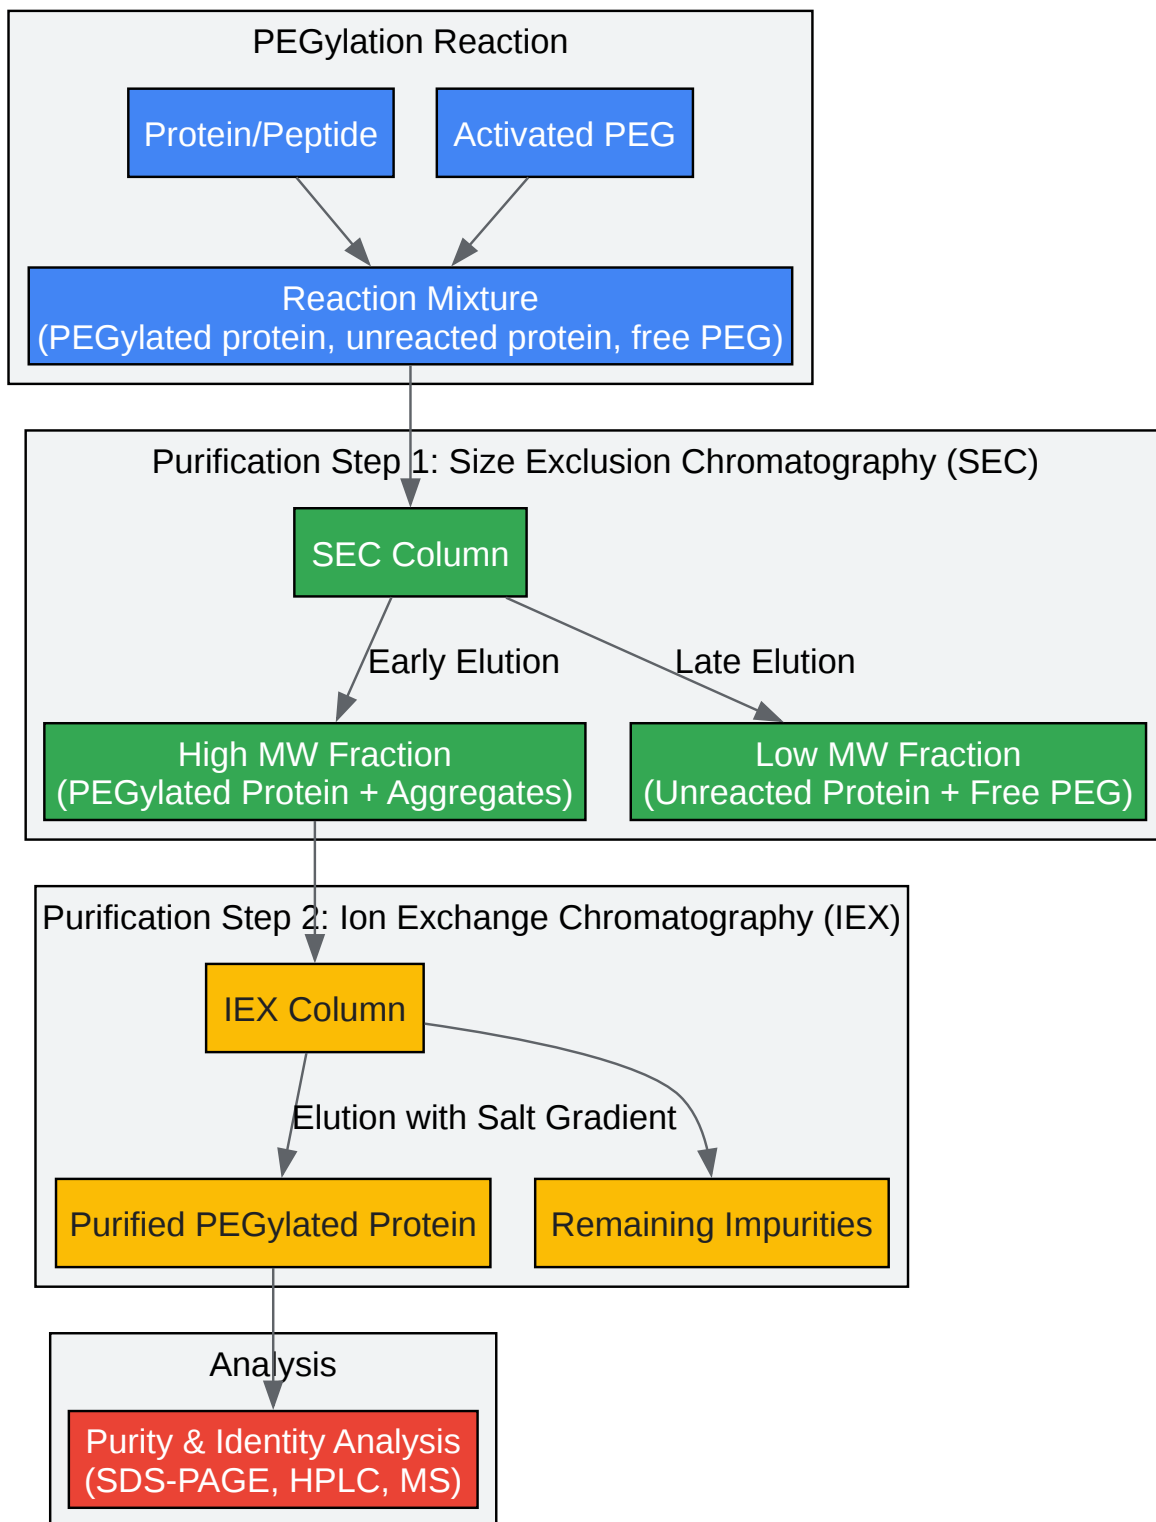 PEGylation Reaction
Protein/Peptide
Activated PEG
Reaction Mixture
(PEGylated protein, unreacted protein, free PEG)
Purification Step 1: Size Exclusion Chromatography (SEC)
SEC Column
Early Elution
Late Elution
High MW Fraction
(PEGylated Protein + Aggregates)
Low MW Fraction
(Unreacted Protein + Free PEG)
Purification Step 2: Ion Exchange Chromatography (IEX)
IEX Column
Elution with Salt Gradient
Purified PEGylated Protein
Remaining Impurities
Analysis
Purity & Identity Analysis
(SDS-PAGE, HPLC, MS)